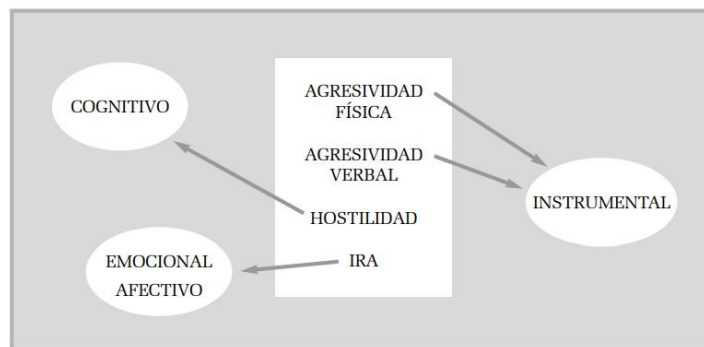 COGNITIVO
AGRESIVIDAD
FÍSICA
AGRESIVIDAD
VERBAL
HOSTILIDAD
IRA
EMOCIONAL
AFECTIVO
INSTRUMENTAL